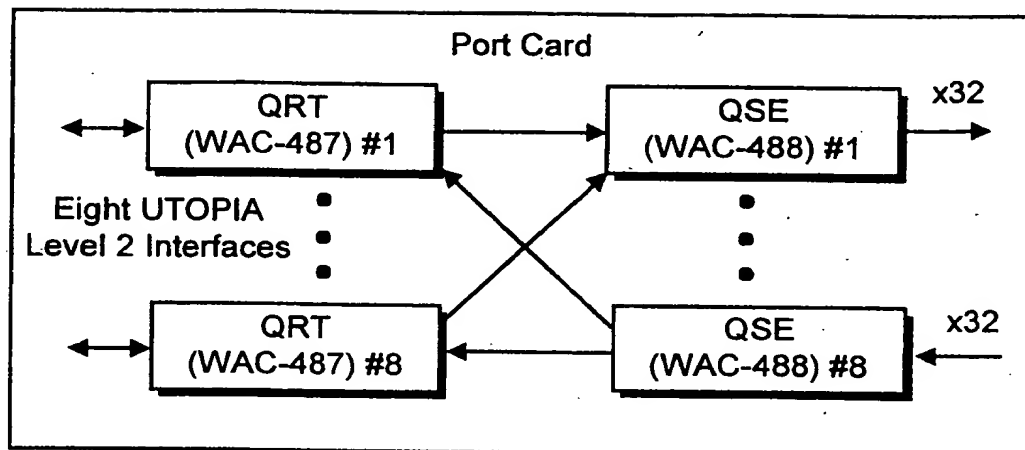 Port Card
QRT
(WAC-487) #1
QSE
(WAC-488) #1
x32
Eight UTOPIA
Level 2 Interfaces
QRT
(WAC-487) #8
QSE
(WAC-488) #8
x32